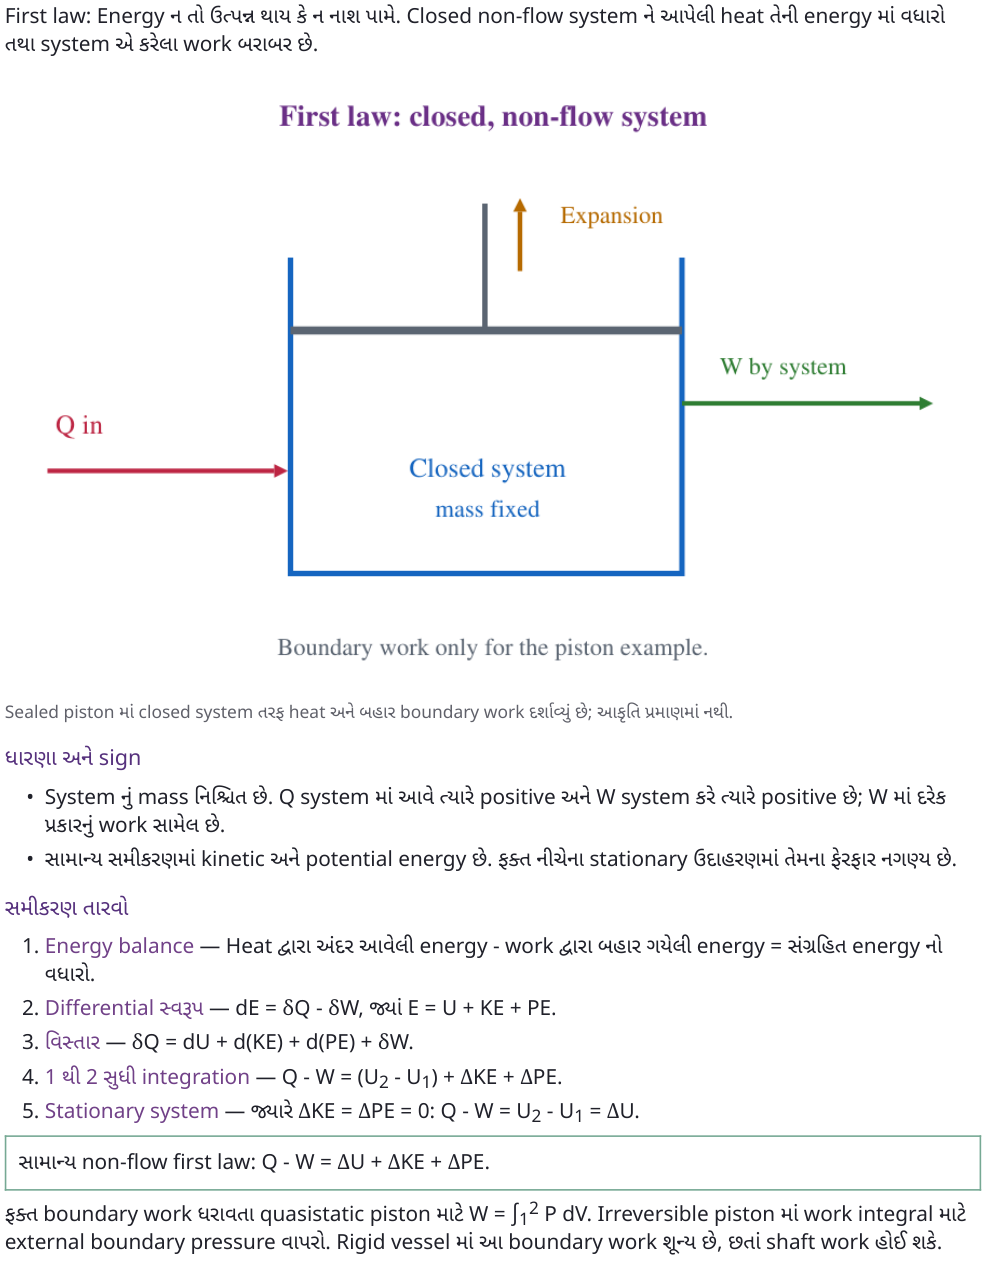 First law: Energy ન તો ઉત્પન્ન થાય કે ન નાશ પામે. Closed non-flow system ને આપેલી heat તેની energy માં વધારો
તથા system એ કરેલા work બરાબર છે.
First law: closed, non-flow system
Expansion
W by system
Q in
Closed system
mass fixed
Boundary work only for the piston example.
Sealed piston માં closed system તરફ heat અને બહાર boundary work દર્શાવ્યું છે; આકૃતિ પ્રમાણમાં નથી.
ધારણા અને sign
• System નું mass નિશ્ચિત છે. Q system માં આવે ત્યારે positive અને W system કરે ત્યારે positive છે; W માં દરેક
પ્રકારનું work સામેલ છે.
• સામાન્ય સમીકરણમાં kinetic અને potential energy છે. ફક્ત નીચેના stationary ઉદાહરણમાં તેમના ફેરફાર નગણ્ય છે.
સમીકરણ તારવો
1. Energy balance — Heat દ્વારા અંદર આવેલી energy - work દ્વારા બહાર ગયેલી energy = સંગ્રહિત energy નો
વધારો.
2. Differential સ્વરૂપ — dE = δQ - δW, જ્યાં E = U + KE + PE.
3. વિસ્તાર — δQ = dU + d(KE) + d(PE) + δW.
4. 1 થી 2 સુધી integration — Q - W = (U₂ - U₁) + ΔKE + ΔPE.
5. Stationary system — જ્યારે ΔKE = ΔPE = 0: Q - W = U₂ - U₁ = ΔU.
સામાન્ય non-flow first law: Q - W = ΔU + ΔKE + ΔPE.
ફક્ત boundary work ધરાવતા quasistatic piston માટે W = ∫₁² P dV. Irreversible piston માં work integral માટે
external boundary pressure વાપરો. Rigid vessel માં આ boundary work શૂન્ય છે, છતાં shaft work હોઈ શકે.